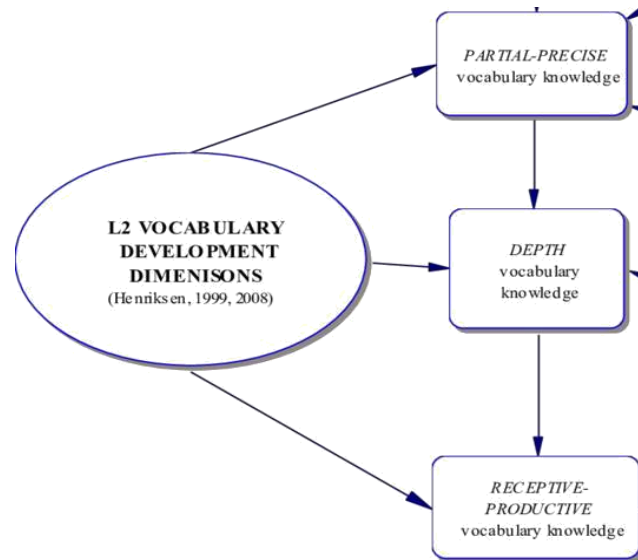 PARTIAL-PRECISE
vocabulary knowledge
L2 VOCABULARY
DEVELOPMENT
DIMENISONS
(Henriksen, 1999, 2008)
DEPTH
vocabulary
knowledge
RECEPTIVE-
PRODUCTIVE
vocabulary knowledge